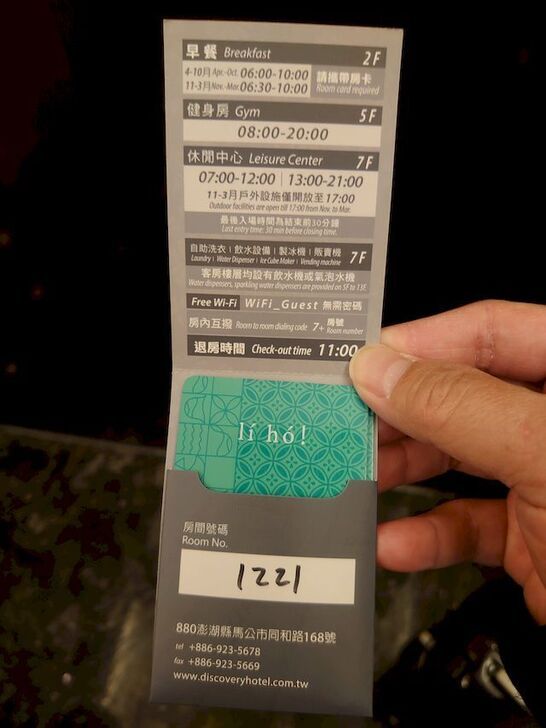 早餐 Breakfast 2F
4-10月 Apr.-Oct. 06:00-10:00
11-3月 Nov.-Mar. 06:30-10:00
請攜帶房卡
Room card required
健身房 Gym 5F
08:00-20:00
休閒中心 Leisure Center 7F
07:00-12:00 | 13:00-21:00
11-3月戶外設施僅開放至17:00
Outdoor facilities are open till 17:00 from Nov. to Mar.
最後入場時間為結束前30分鐘
Last entry time: 30 min before closing time.
自助洗衣 | 飲水設備 | 製冰機 | 販賣機 7F
Laundry | Water Dispenser | Ice Cube Maker | Vending machine
客房樓層均設有飲水機或氣泡水機
Water dispensers, sparkling water dispensers are provided on 5F to 13F.
Free Wi-Fi WiFi_Guest 無需密碼
房內互撥 Room to room dialing code 7+ 房號 Room number
退房時間 Check-out time 11:00
lí hó!
房間號碼
Room No.
1221
880澎湖縣馬公市同和路168號
tel +886-923-5678
fax +886-923-5669
www.discoveryhotel.com.tw